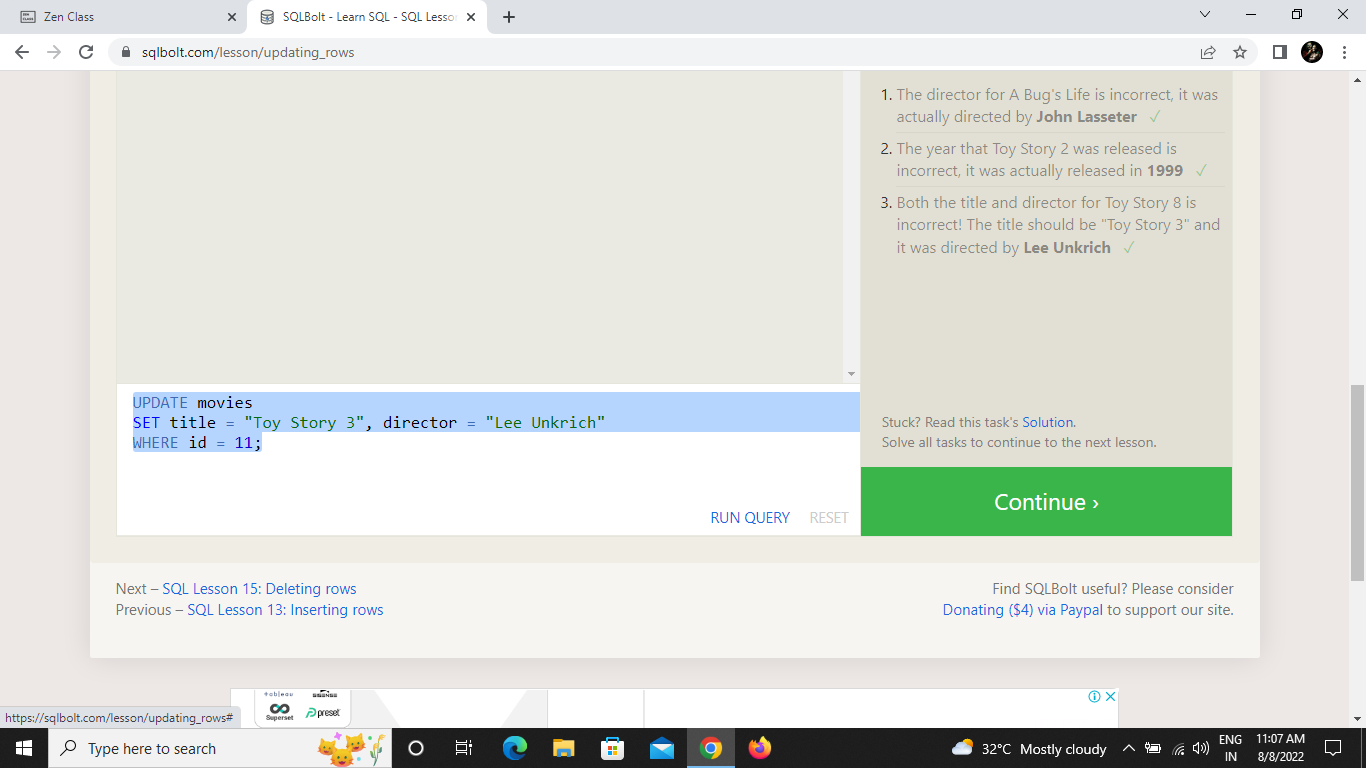 Zen Class
SQLBolt - Learn SQL - SQL Lesson
sqlbolt.com/lesson/updating_rows
1. The director for A Bug's Life is incorrect, it was
actually directed by John Lasseter ✓
2. The year that Toy Story 2 was released is
incorrect, it was actually released in 1999 ✓
3. Both the title and director for Toy Story 8 is
incorrect! The title should be "Toy Story 3" and
it was directed by Lee Unkrich ✓
UPDATE movies
SET title = "Toy Story 3", director = "Lee Unkrich"
WHERE id = 11;
RUN QUERY RESET
Stuck? Read this task's Solution.
Solve all tasks to continue to the next lesson.
Continue ›
Next – SQL Lesson 15: Deleting rows
Previous – SQL Lesson 13: Inserting rows
Find SQLBolt useful? Please consider
Donating ($4) via Paypal to support our site.
+ableau SISENSE
Superset preset
https://sqlbolt.com/lesson/updating_rows#
Type here to search
32°C Mostly cloudy
ENG
IN
11:07 AM
8/8/2022